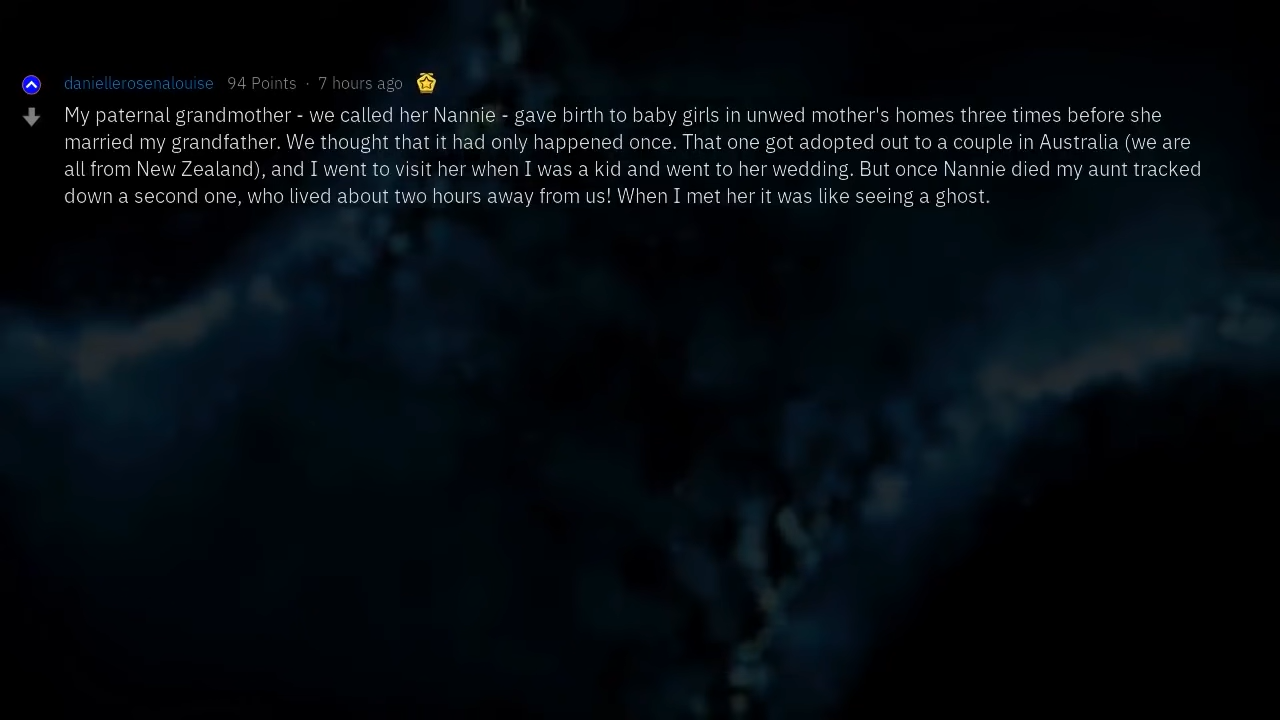 daniellerosenalouise 94 Points · 7 hours ago
My paternal grandmother - we called her Nannie - gave birth to baby girls in unwed mother's homes three times before she
married my grandfather. We thought that it had only happened once. That one got adopted out to a couple in Australia (we are
all from New Zealand), and I went to visit her when I was a kid and went to her wedding. But once Nannie died my aunt tracked
down a second one, who lived about two hours away from us! When I met her it was like seeing a ghost.